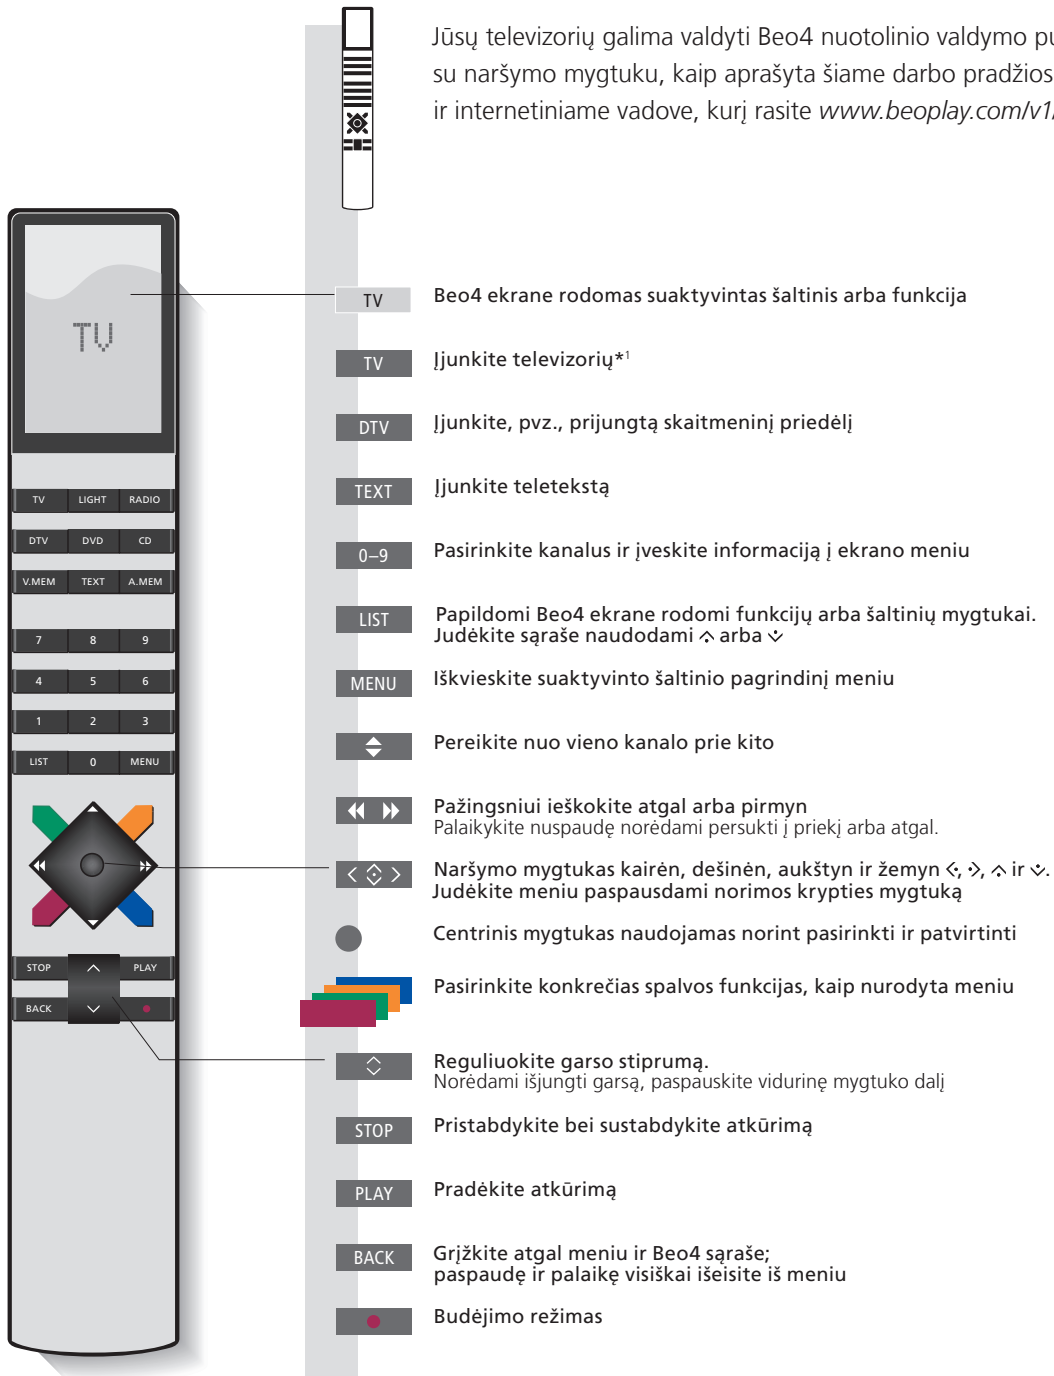 Jūsų televizorių galima valdyti Beo4 nuotolinio valdymo
su naršymo mygtuku, kaip aprašyta šiame darbo pradžios
ir internetiniame vadove, kurį rasite www.beoplay.com/v1
TV
TV Beo4 ekrane rodomas suaktyvintas šaltinis arba funkcija
TV Įjunkite televizorių*1
DTV Įjunkite, pvz., prijungtą skaitmeninį priedėlį
TEXT Įjunkite teletekstą
0–9 Pasirinkite kanalus ir įveskite informaciją į ekrano meniu
LIST Papildomi Beo4 ekrane rodomi funkcijų arba šaltinių mygtukai.
Judėkite sąraše naudodami arba
MENU Iškvieskite suaktyvinto šaltinio pagrindinį meniu
Pereikite nuo vieno kanalo prie kito
Pažingsniui ieškokite atgal arba pirmyn
Palaikykite nuspaudę norėdami persukti į priekį arba atgal.
Naršymo mygtukas kairėn, dešinėn, aukštyn ir žemyn , , ir .
Judėkite meniu paspausdami norimos krypties mygtuką
Centrinis mygtukas naudojamas norint pasirinkti ir patvirtinti
Pasirinkite konkrečias spalvos funkcijas, kaip nurodyta meniu
Reguliuokite garso stiprumą.
Norėdami išjungti garsą, paspauskite vidurinę mygtuko dalį
STOP Pristabdykite bei sustabdykite atkūrimą
PLAY Pradėkite atkūrimą
BACK Grįžkite atgal meniu ir Beo4 sąraše;
paspaudę ir palaikę visiškai išeisite iš meniu
Budėjimo režimas
TV LIGHT RADIO
DTV DVD CD
V.MEM TEXT A.MEM
7 8 9
4 5 6
1 2 3
LIST 0 MENU
STOP PLAY
BACK